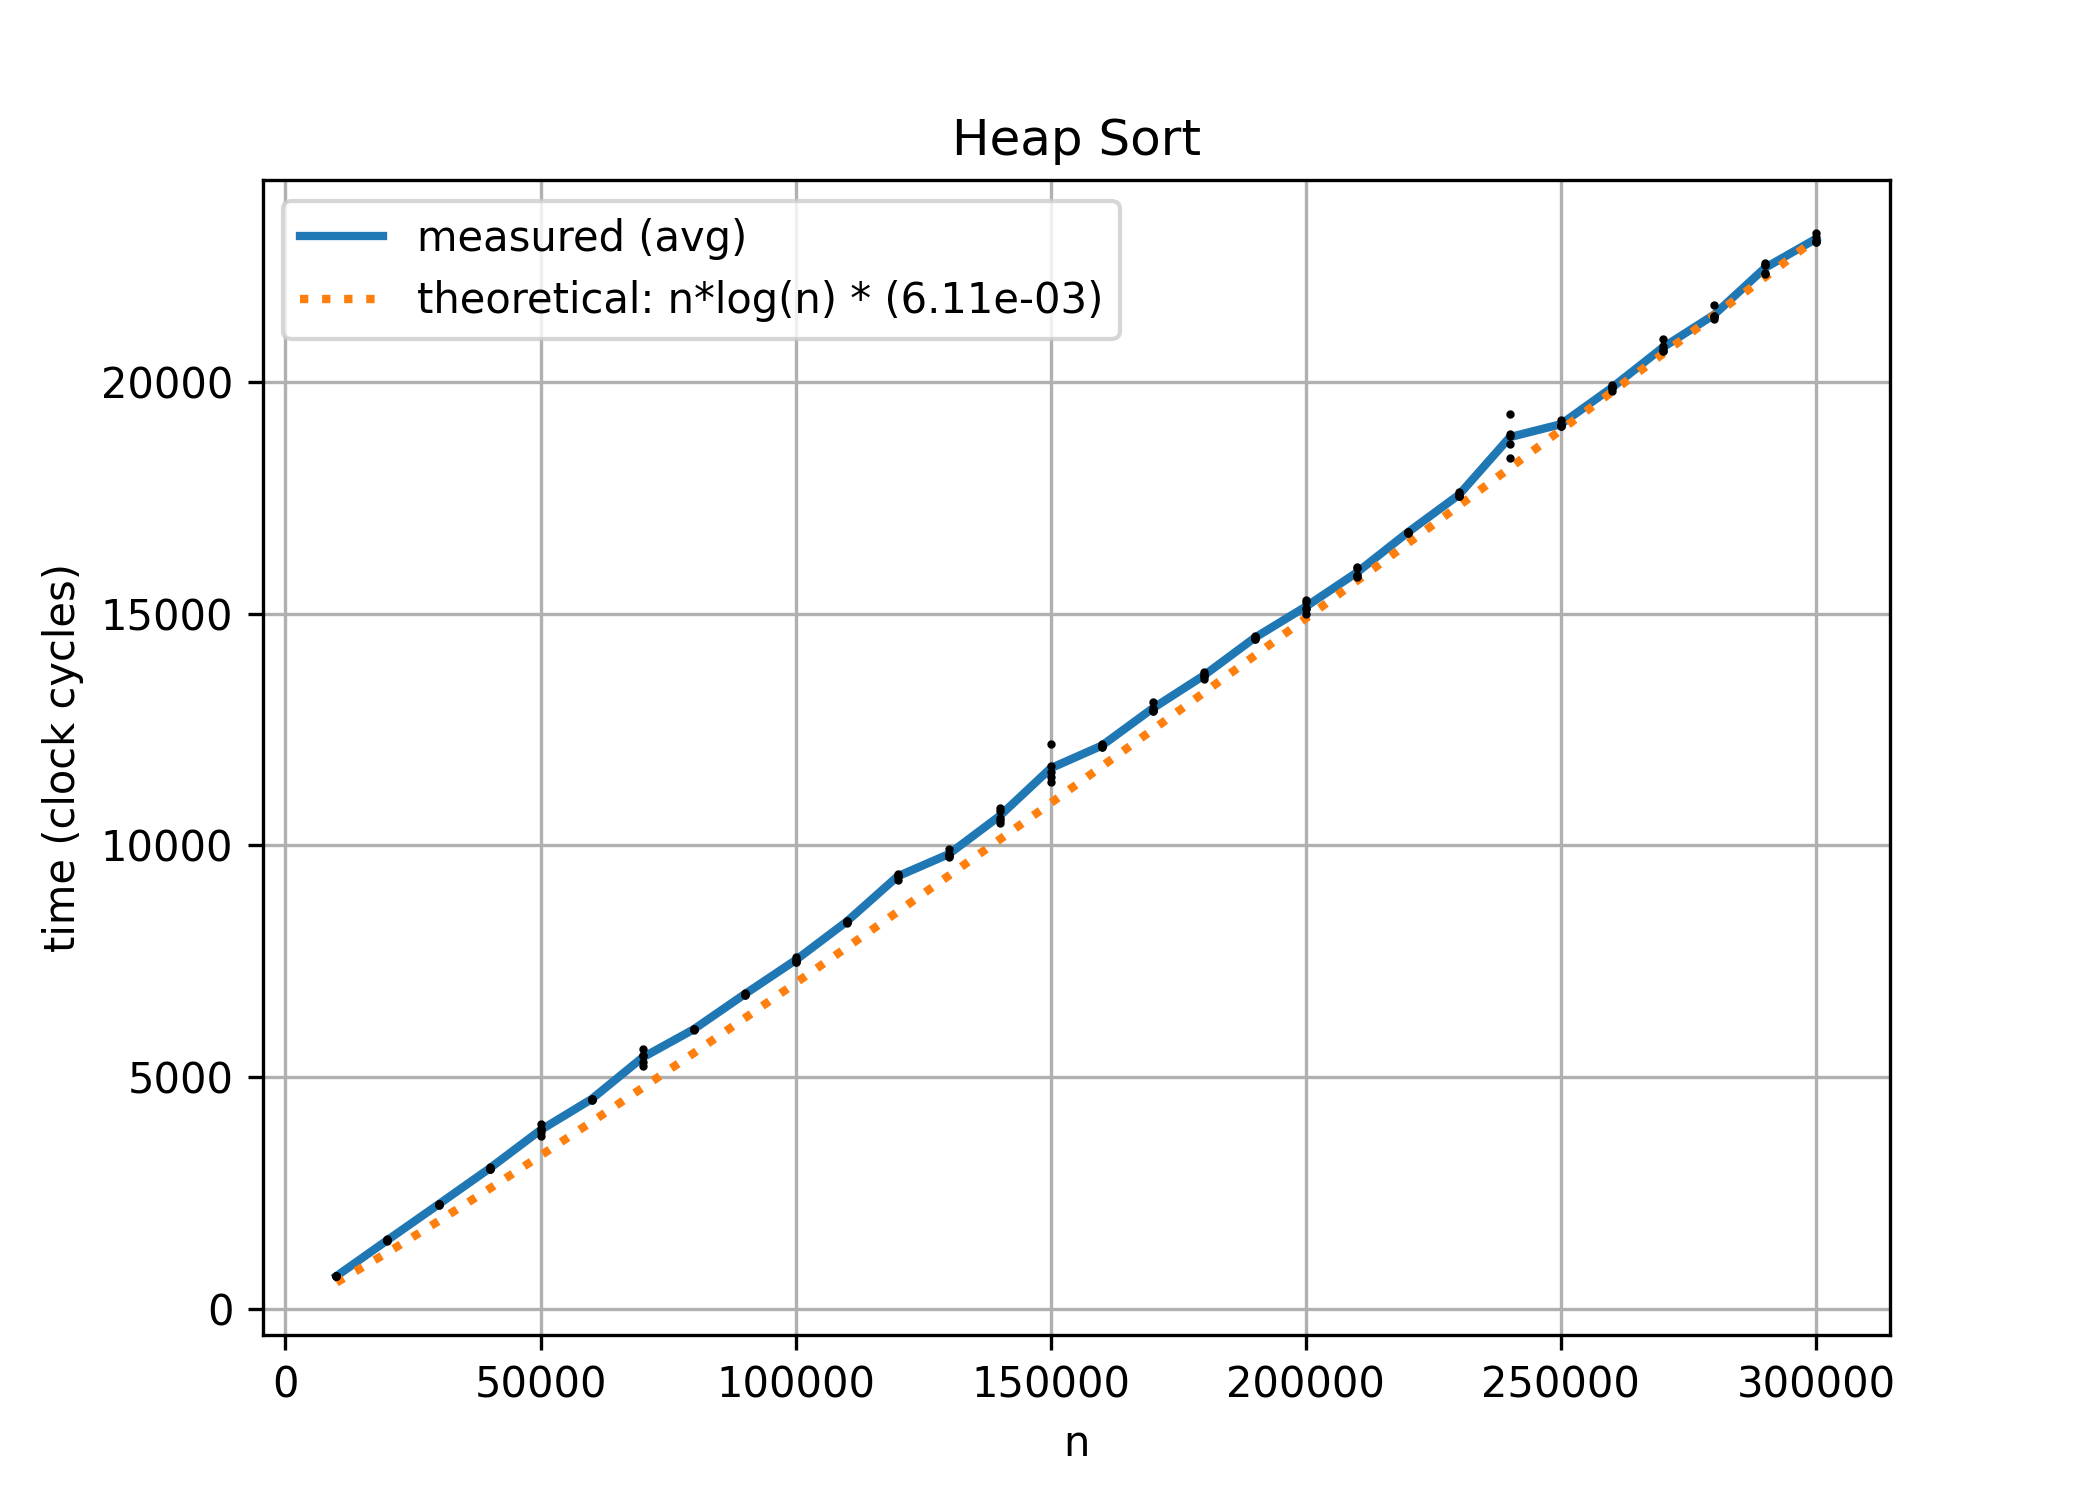 Heap Sort
measured (avg)
theoretical: n*log(n) * (6.11e-03)
time (clock cycles)
20000
15000
10000
5000
0
0 50000 100000 150000 200000 250000 300000
n